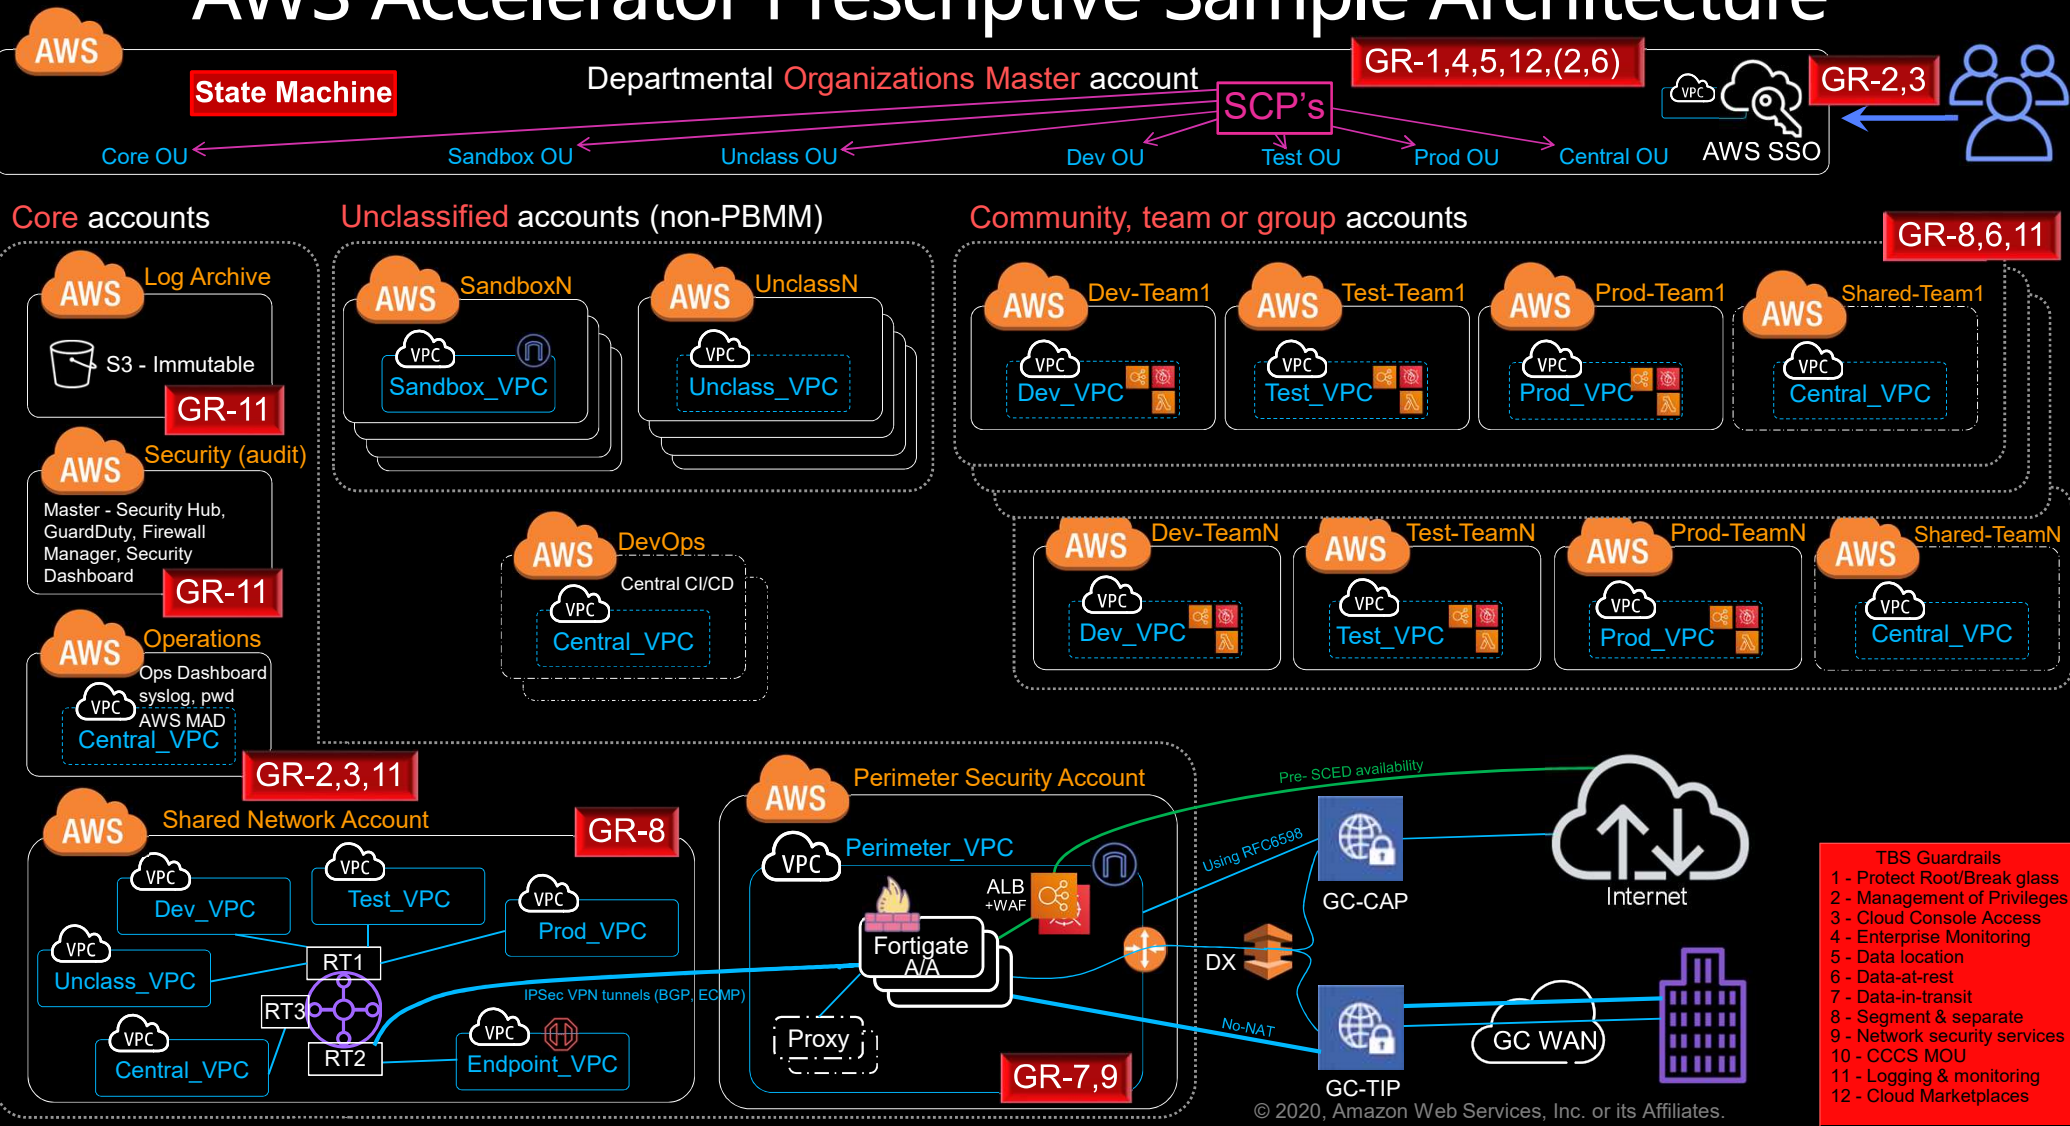 AWS Accelerator Prescriptive Sample Architecture
AWS
State Machine
Departmental Organizations Master account
GR-1,4,5,12,(2,6)
SCP's
VPC
GR-2,3
AWS SSO
Core OU
Sandbox OU
Unclass OU
Dev OU
Test OU
Prod OU
Central OU
Core accounts
Unclassified accounts (non-PBMM)
Community, team or group accounts
GR-8,6,11
AWS
Log Archive
S3 - Immutable
GR-11
AWS
Security (audit)
Master - Security Hub,
GuardDuty, Firewall
Manager, Security
Dashboard
GR-11
AWS
Operations
Ops Dashboard
syslog, pwd
AWS MAD
VPC
Central_VPC
GR-2,3,11
AWS
SandboxN
VPC
Sandbox_VPC
AWS
UnclassN
VPC
Unclass_VPC
AWS
DevOps
Central CI/CD
VPC
Central_VPC
AWS
Dev-Team1
VPC
Dev_VPC
AWS
Test-Team1
VPC
Test_VPC
AWS
Prod-Team1
VPC
Prod_VPC
AWS
Shared-Team1
VPC
Central_VPC
AWS
Dev-TeamN
VPC
Dev_VPC
AWS
Test-TeamN
VPC
Test_VPC
AWS
Prod-TeamN
VPC
Prod_VPC
AWS
Shared-TeamN
VPC
Central_VPC
AWS
Shared Network Account
GR-8
VPC
Dev_VPC
VPC
Test_VPC
VPC
Prod_VPC
VPC
Unclass_VPC
RT1
RT3
RT2
VPC
Central_VPC
VPC
Endpoint_VPC
IPSec VPN tunnels (BGP, ECMP)
AWS
Perimeter Security Account
VPC
Perimeter_VPC
ALB
+WAF
Fortigate
A/A
Proxy
GR-7,9
Pre- SCED availability
Using RFC6598
No-NAT
DX
GC-CAP
GC-TIP
Internet
GC WAN
TBS Guardrails
1 - Protect Root/Break glass
2 - Management of Privileges
3 - Cloud Console Access
4 - Enterprise Monitoring
5 - Data location
6 - Data-at-rest
7 - Data-in-transit
8 - Segment & separate
9 - Network security services
10 - CCCS MOU
11 - Logging & monitoring
12 - Cloud Marketplaces
© 2020, Amazon Web Services, Inc. or its Affiliates.